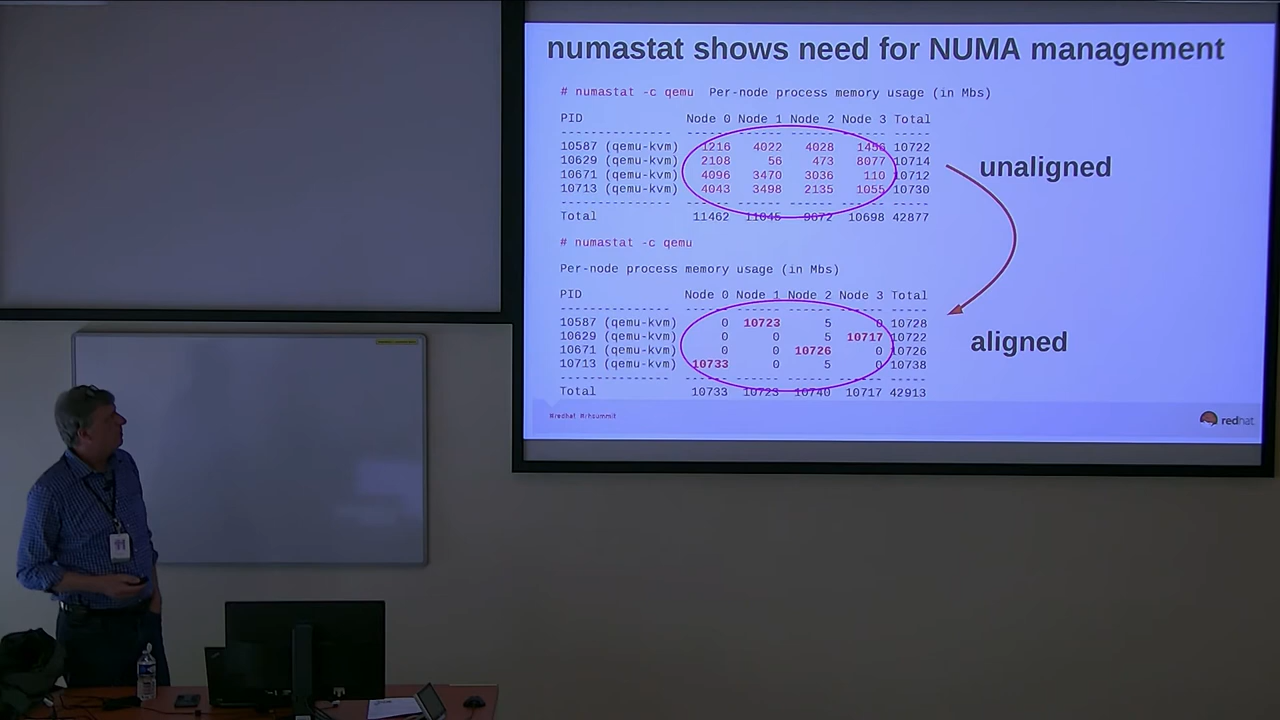 numastat shows need for NUMA management
# numastat -c qemu Per-node process memory usage (in Mbs)
PID Node 0 Node 1 Node 2 Node 3 Total
--------------- ------ ------ ------ ------ -----
10587 (qemu-kvm) 1216 4022 4028 1456 10722
10629 (qemu-kvm) 2108 56 473 8077 10714
10671 (qemu-kvm) 4096 3470 3036 110 10712
10713 (qemu-kvm) 4043 3498 2135 1055 10730
--------------- ------ ------ ------ ------ -----
Total 11462 11045 9672 10698 42877
unaligned
# numastat -c qemu
Per-node process memory usage (in Mbs)
PID Node 0 Node 1 Node 2 Node 3 Total
--------------- ------ ------ ------ ------ -----
10587 (qemu-kvm) 0 10723 5 0 10728
10629 (qemu-kvm) 0 0 5 10717 10722
10671 (qemu-kvm) 0 0 10726 0 10726
10713 (qemu-kvm) 10733 0 5 0 10738
--------------- ------ ------ ------ ------ -----
Total 10733 10723 10740 10717 42913
aligned
#redhat #rhsummit
redhat.